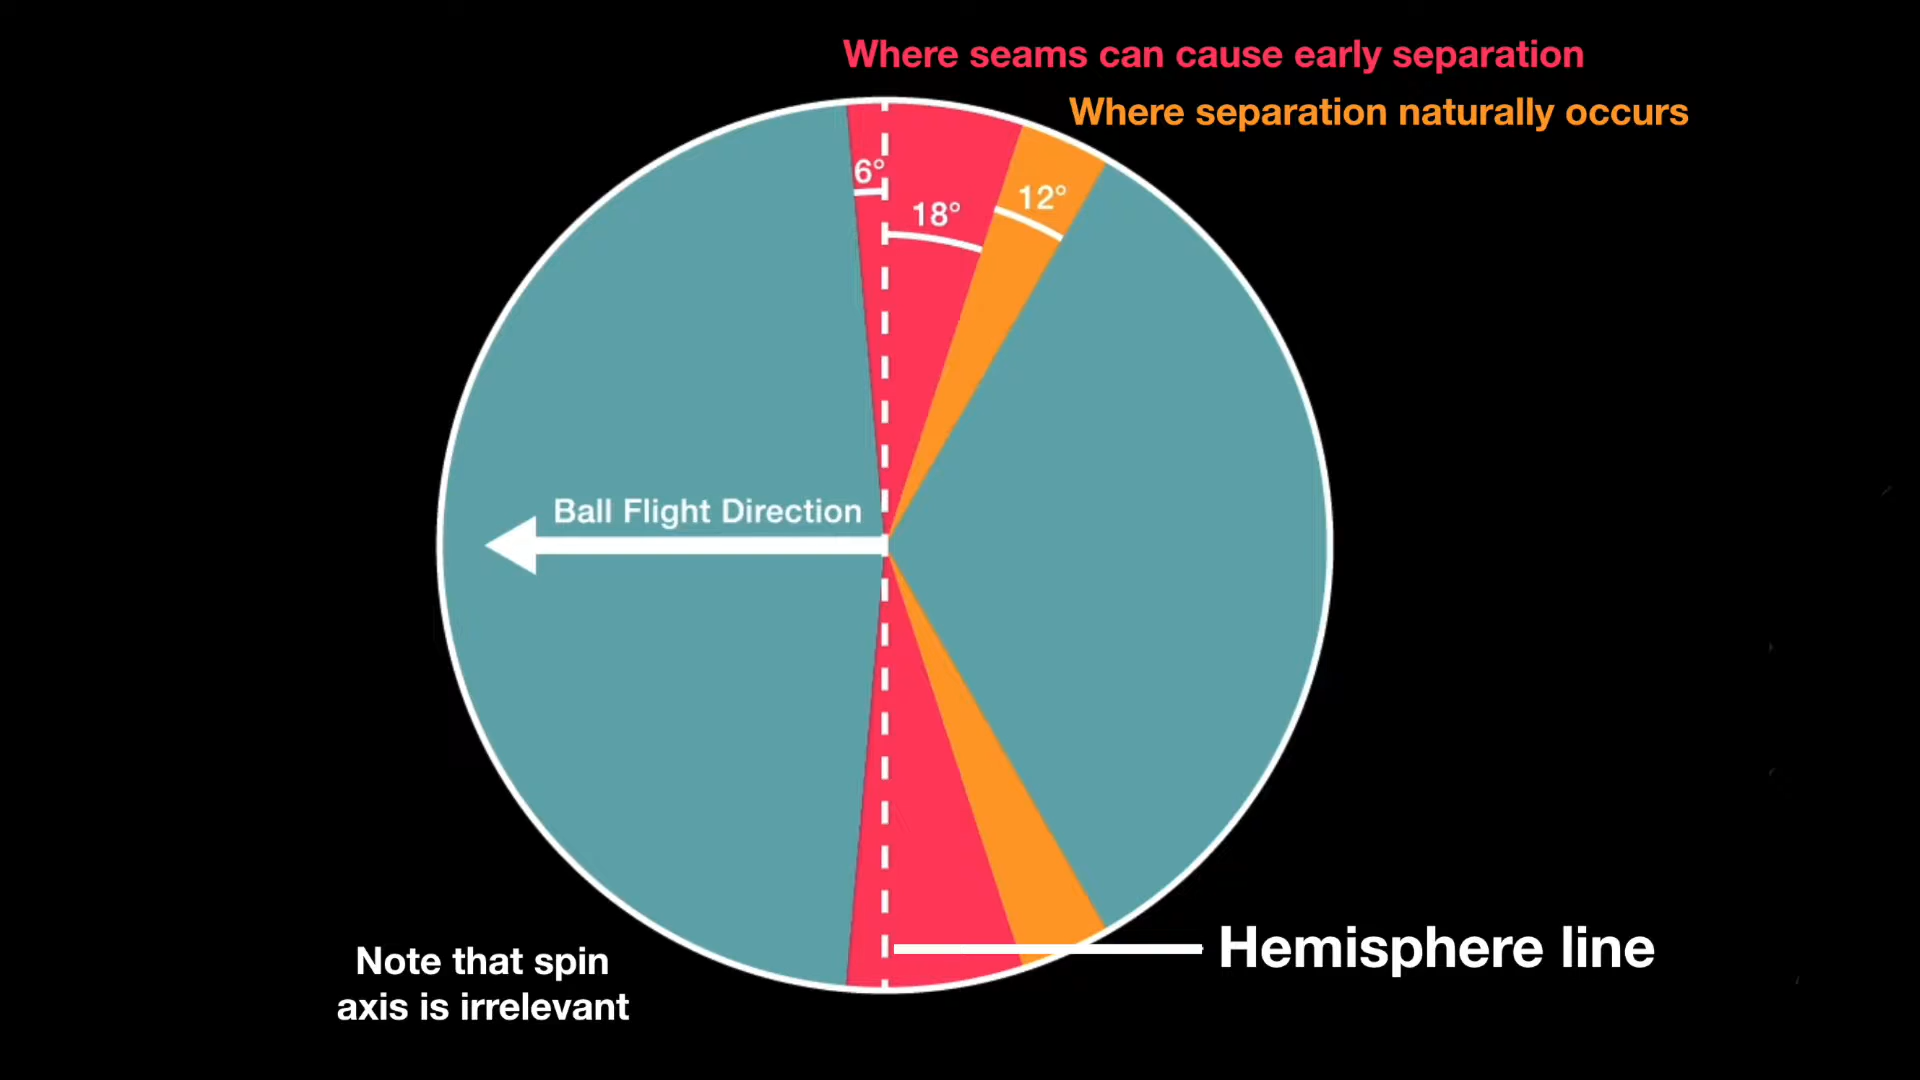 Where seams can cause early separation
Where separation naturally occurs
6°
18°
12°
Ball Flight Direction
Hemisphere line
Note that spin
axis is irrelevant